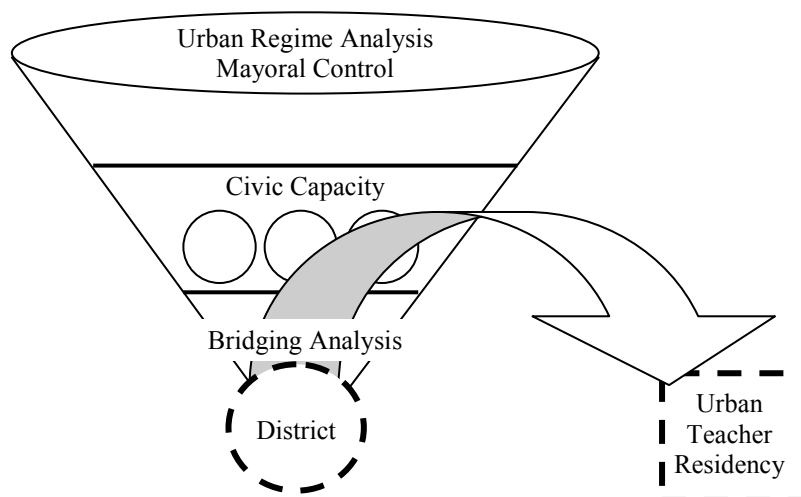 Urban Regime Analysis
Mayoral Control
Civic Capacity
Bridging Analysis
District
Urban
Teacher
Residency